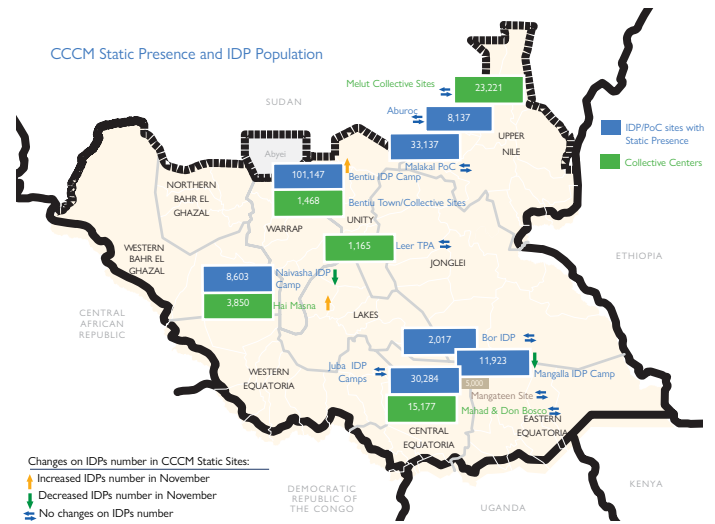 CCCM Static Presence and IDP Population
Melut Collective Sites
23,221
SUDAN
Aburoc
8,137
33,137
UPPER
NILE
IDP/PoC sites with
Static Presence
Abyei
Malakal PoC
Collective Centers
101,147
Bentiu IDP Camp
NORTHERN
BAHR EL
GHAZAL
1,468
Bentiu Town/Collective Sites
UNITY
WARRAP
WESTERN
BAHR EL
GHAZAL
1,165
Leer TPA
JONGLEI
ETHIOPIA
8,603
Naivasha IDP
Camp
3,850
Hai Masna
CENTRAL
AFRICAN
REPUBLIC
LAKES
2,017
Bor IDP
11,923
Mangalla IDP Camp
Juba IDP
Camps
30,284
5,000
WESTERN
EQUATORIA
Mangateen Site
15,177
Mahad & Don Bosco
EASTERN
EQUATORIA
CENTRAL
EQUATORIA
Changes on IDPs number in CCCM Static Sites:
Increased IDPs number in November
Decreased IDPs number in November
No changes on IDPs number
DEMOCRATIC
REPUBLIC OF
THE CONGO
UGANDA
KENYA